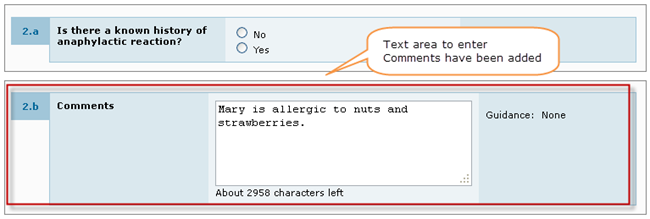 2.a Is there a known history of
anaphylactic reaction?
No
Yes
Text area to enter
Comments have been added
2.b Comments
Mary is allergic to nuts and
strawberries.
Guidance: None
About 2958 characters left